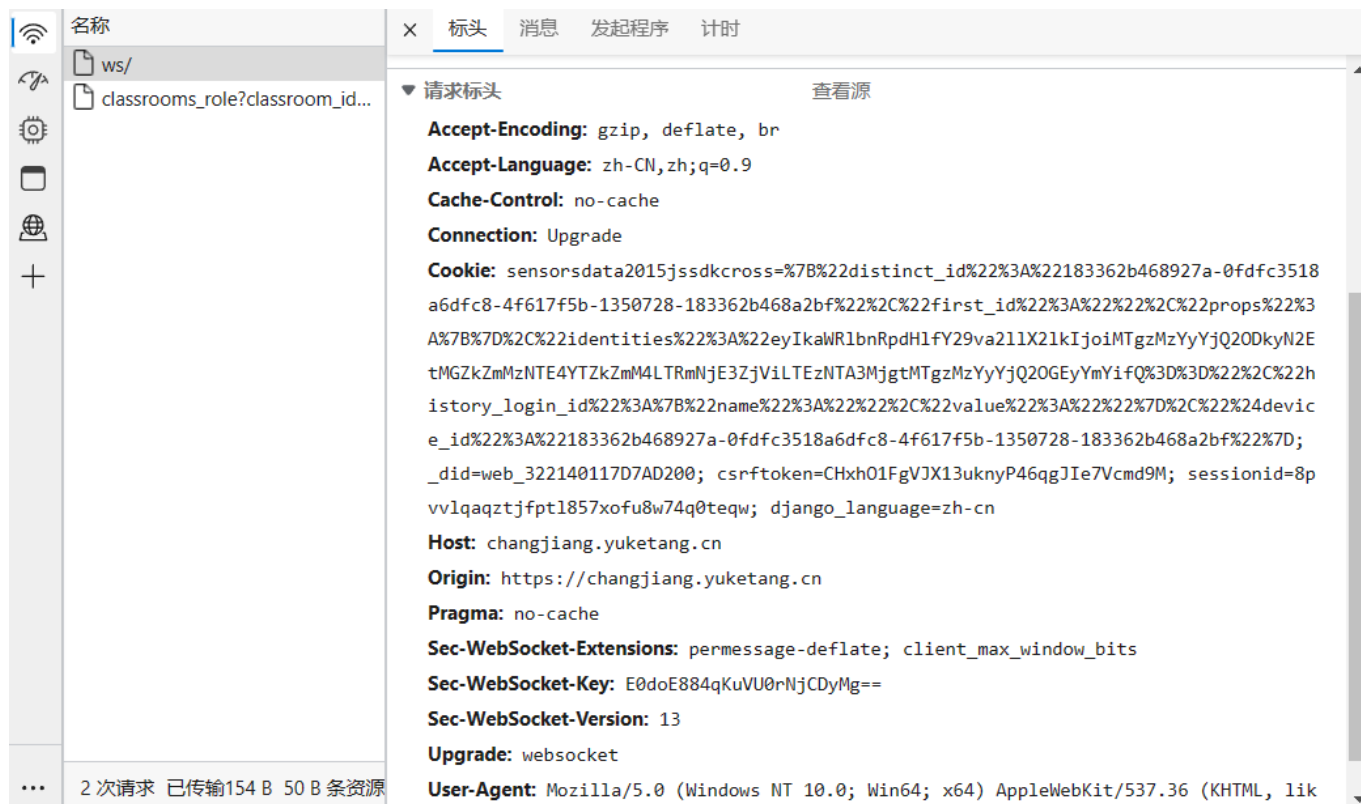 名称
ws/
classrooms_role?classroom_id...
2 次请求 已传输154 B 50 B 条资源
标头 消息 发起程序 计时
请求标头 查看源
Accept-Encoding: gzip, deflate, br
Accept-Language: zh-CN,zh;q=0.9
Cache-Control: no-cache
Connection: Upgrade
Cookie: sensorsdata2015jssdkcross=%7B%22distinct_id%22%3A%22183362b468927a-0fdfc3518
a6dfc8-4f617f5b-1350728-183362b468a2bf%22%2C%22first_id%22%3A%22%22%2C%22props%22%3
A%7B%7D%2C%22identities%22%3A%22eyIkaWRlbnRpdHlfY29va2llX2lkIjoiMTgzMzYyYjQ2ODkyN2E
tMGZkZmMzNTE4YTZkZmM4LTRmNjE3ZjViLTEzNTA3MjgtMTgzMzYyYjQ2OGEyYmYifQ%3D%3D%22%2C%22h
istory_login_id%22%3A%7B%22name%22%3A%22%22%2C%22value%22%3A%22%22%7D%2C%22%24devic
e_id%22%3A%22183362b468927a-0fdfc3518a6dfc8-4f617f5b-1350728-183362b468a2bf%22%7D;
_did=web_322140117D7AD200; csrftoken=CHxhO1FgVJX13uknyP46qgJIe7Vcmd9M; sessionid=8p
vvlqaqztjfptl857xofu8w74q0teqw; django_language=zh-cn
Host: changjiang.yuketang.cn
Origin: https://changjiang.yuketang.cn
Pragma: no-cache
Sec-WebSocket-Extensions: permessage-deflate; client_max_window_bits
Sec-WebSocket-Key: E0doE884qKuVU0rNjCDyMg==
Sec-WebSocket-Version: 13
Upgrade: websocket
User-Agent: Mozilla/5.0 (Windows NT 10.0; Win64; x64) AppleWebKit/537.36 (KHTML, lik